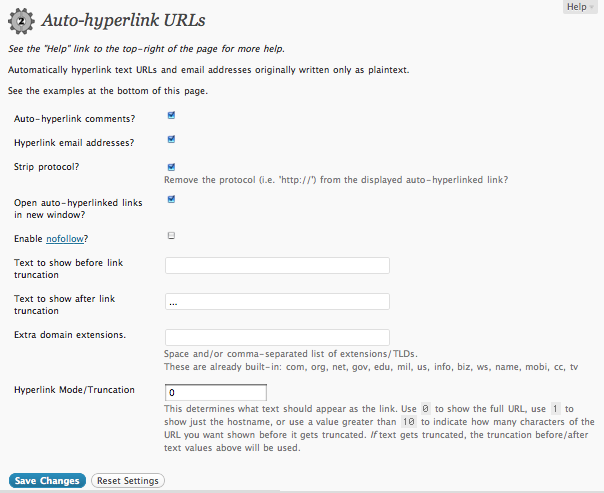 Help
2
Auto-hyperlink URLs
See the "Help" link to the top-right of the page for more help.
Automatically hyperlink text URLs and email addresses originally written only as plaintext.
See the examples at the bottom of this page.
Auto-hyperlink comments?
Hyperlink email addresses?
Strip protocol?
Remove the protocol (i.e. 'http://') from the displayed auto-hyperlinked link?
Open auto-hyperlinked links
in new window?
Enable nofollow?
Text to show before link
truncation
Text to show after link
truncation
...
Extra domain extensions.
Space and/or comma-separated list of extensions/TLDs.
These are already built-in: com, org, net, gov, edu, mil, us, info, biz, ws, name, mobi, cc, tv
Hyperlink Mode/Truncation
0
This determines what text should appear as the link. Use 0 to show the full URL, use 1 to
show just the hostname, or use a value greater than 10 to indicate how many characters of the
URL you want shown before it gets truncated. If text gets truncated, the truncation before/after
text values above will be used.
Save Changes
Reset Settings